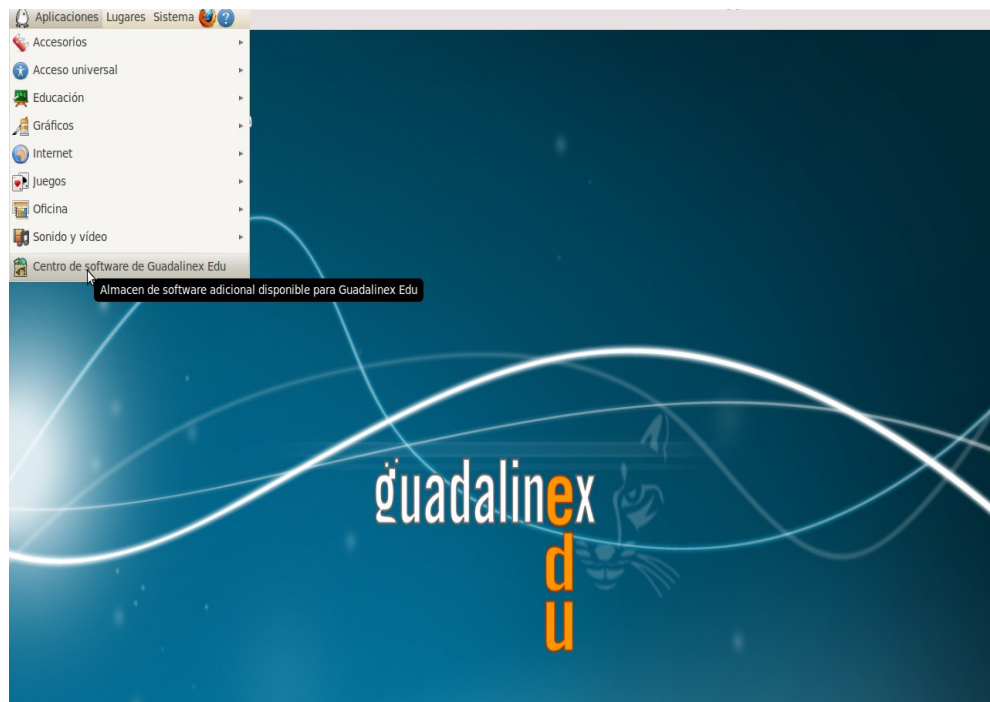 Aplicaciones Lugares Sistema
Accesorios
Acceso universal
Educación
Gráficos
Internet
Juegos
Oficina
Sonido y vídeo
Centro de software de Guadalinex Edu
Almacen de software adicional disponible para Guadalinex Edu
guadalinex
edu